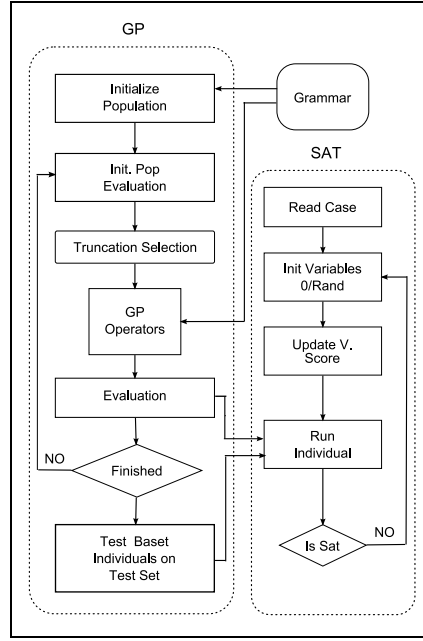 GP
Initialize
Population
Grammar
Init. Pop
Evaluation
Truncation Selection
GP
Operators
Evaluation
NO
Finished
Test Baset
Individuals on
Test Set
SAT
Read Case
Init Variables
0/Rand
Update V.
Score
Run
Individual
Is Sat
NO